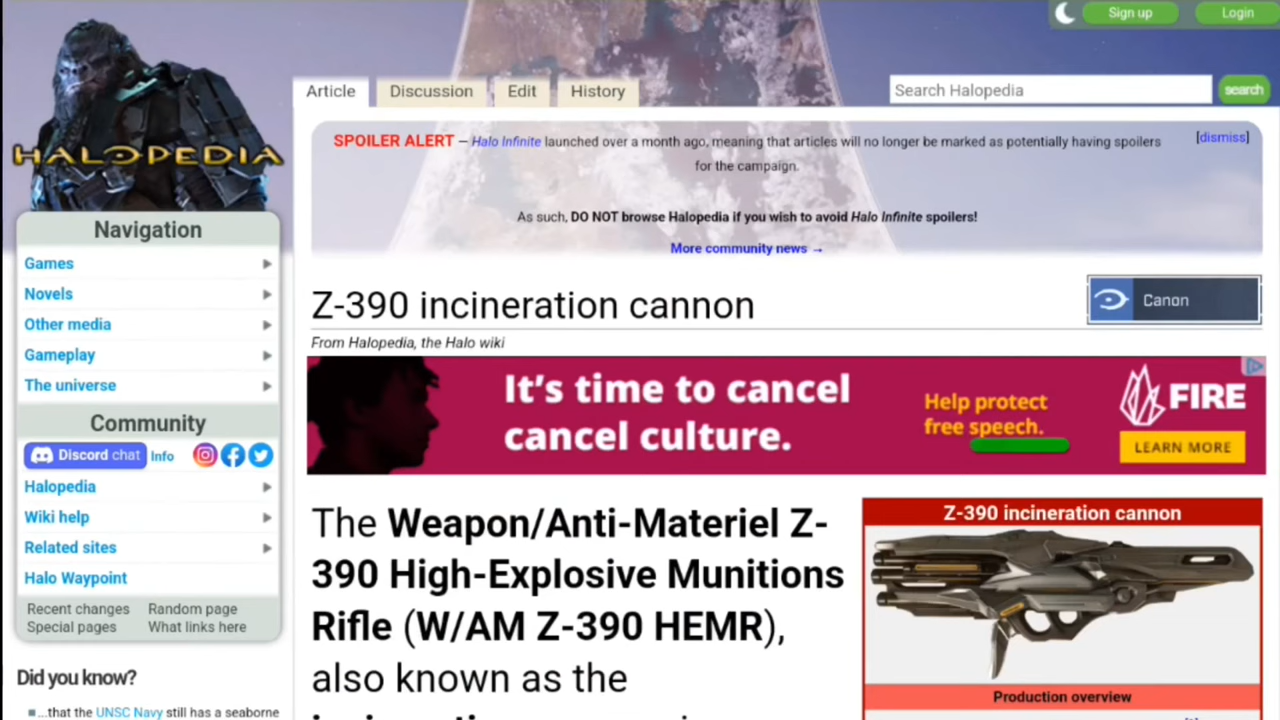 Sign up
Login
Article
Discussion
Edit
History
Search Halopedia
search
HALOPEDIA
SPOILER ALERT – Halo Infinite launched over a month ago, meaning that articles will no longer be marked as potentially having spoilers
for the campaign.
[dismiss]
As such, DO NOT browse Halopedia if you wish to avoid Halo Infinite spoilers!
More community news →
Navigation
Games
Novels
Other media
Gameplay
The universe
Community
Discord chat
Info
Halopedia
Wiki help
Related sites
Halo Waypoint
Recent changes
Random page
Special pages
What links here
Did you know?
...that the UNSC Navy still has a seaborne
Z-390 incineration cannon
Canon
From Halopedia, the Halo wiki
It's time to cancel
cancel culture.
Help protect
free speech.
FIRE
LEARN MORE
The Weapon/Anti-Materiel Z-
390 High-Explosive Munitions
Rifle (W/AM Z-390 HEMR),
also known as the
Z-390 incineration cannon
Production overview